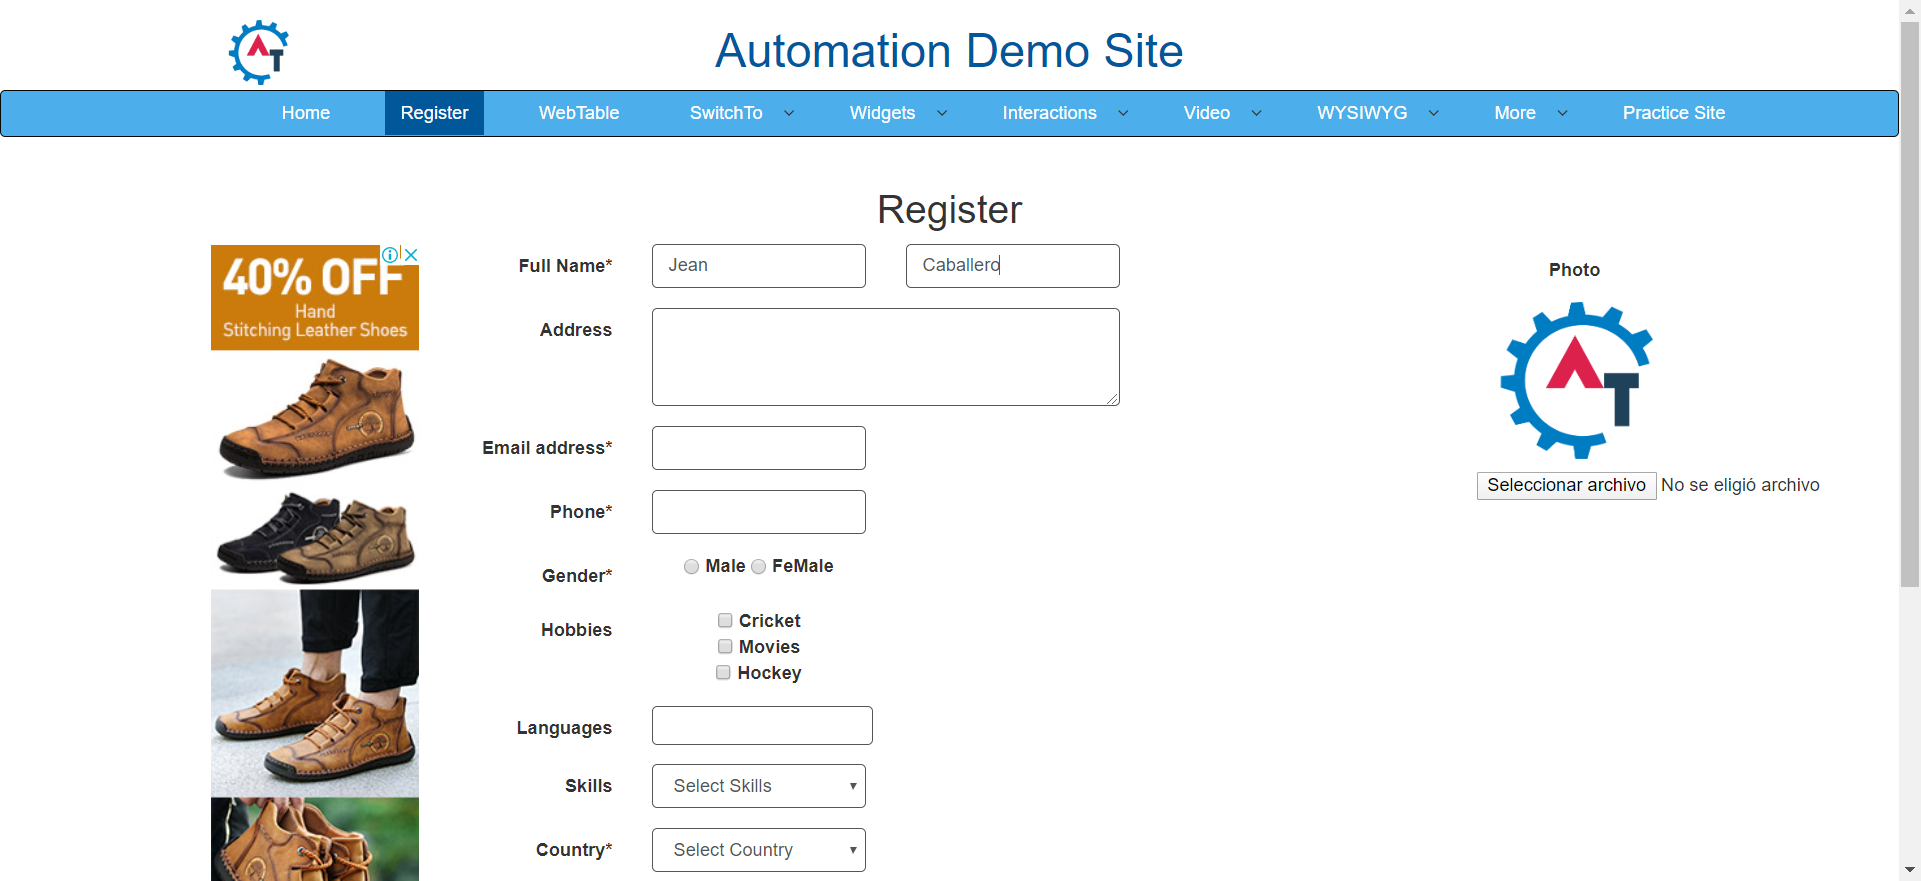 Automation Demo Site
Home Register WebTable SwitchTo Widgets Interactions Video WYSIWYG More Practice Site
Register
40% OFF
Hand
Stitching Leather Shoes
Full Name* Jean Caballero
Address
Email address*
Phone*
Gender* Male FeMale
Hobbies
Cricket
Movies
Hockey
Languages
Skills Select Skills
Country* Select Country
Photo
AT
Seleccionar archivo No se eligió archivo